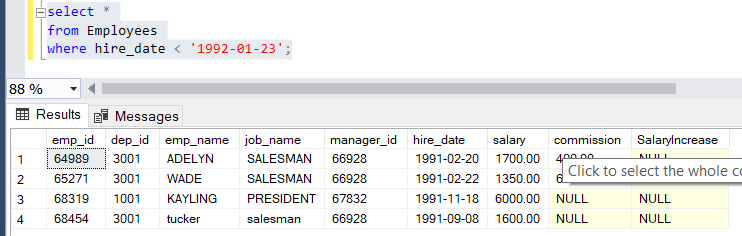 select *
from Employees
where hire_date < '1992-01-23';
88 %
Results Messages
emp_id dep_id emp_name job_name manager_id hire_date salary commission SalaryIncrease
1 64989 3001 ADELYN SALESMAN 66928 1991-02-20 1700.00 400.00 NULL
2 65271 3001 WADE SALESMAN 66928 1991-02-22 1350.00
Click to select the whole
3 68319 1001 KAYLING PRESIDENT 67832 1991-11-18 6000.00 NULL NULL
4 68454 3001 tucker salesman 66928 1991-09-08 1600.00 NULL NULL